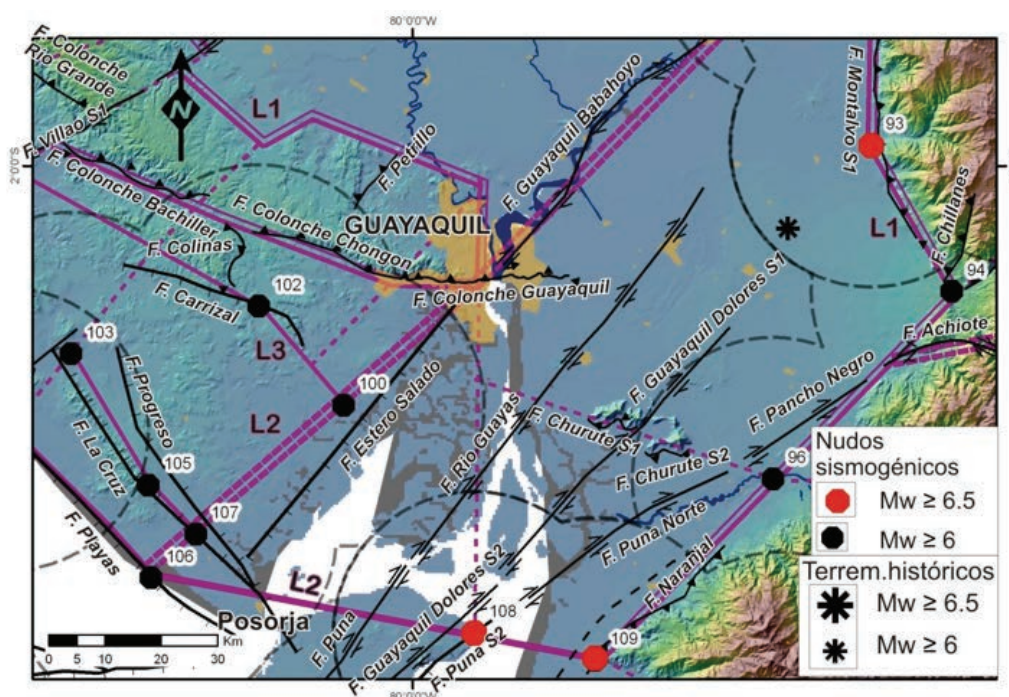 80°0'0"W
2°0'S
F. Colonche
Rio Grande
F. Villao S1
N
L1
F. Petrillo
F. Guayaquil Babahoyo
F. Montalvo S1
93
L1
F. Chillanes
94
F. Colonche Bachiller
F. Colonche Chongon
GUAYAQUIL
F. Colinas
F. Carrizal
102
F. Colonche Guayaquil
F. Achiote
103
L3
100
F. Guayaquil Dolores S1
F. Progreso
L2
F. Estero Salado
F. Rio Guayas
F. Churute S1
F. Pancho Negro
F. La Cruz
105
F. Churute S2
96
107
F. Puna Norte
106
F. Playas
L2
F. Naranjal
Posorja
F. Puna
F. Guayaquil Dolores S2
108
F. Puna S2
109
0 5 10 20 30
Km
80°0'0"W
Nudos
sismogénicos
Mw ≥ 6.5
Mw ≥ 6
Terrem.históricos
Mw ≥ 6.5
Mw ≥ 6